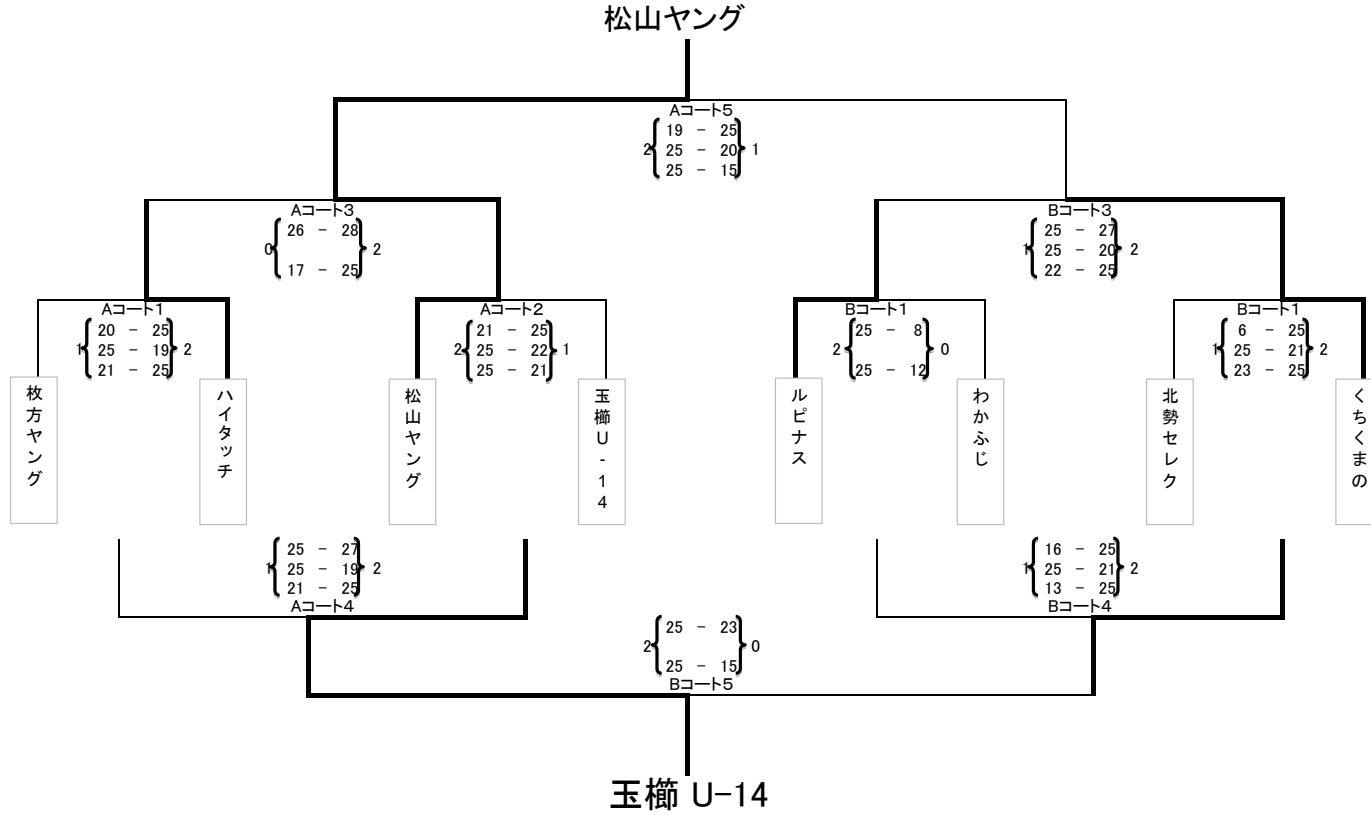 松山ヤング
Aコート5
19 － 25
2 25 － 20 1
25 － 15
Aコート3
26 － 28
0 2
17 － 25
Bコート3
25 － 27
1 25 － 20 2
22 － 25
Aコート1
20 － 25
1 25 － 19 2
21 － 25
Aコート2
21 － 25
2 25 － 22 1
25 － 21
Bコート1
25 － 8
2 0
25 － 12
Bコート1
6 － 25
1 25 － 21 2
23 － 25
枚方ヤング
ハイタッチ
松山ヤング
玉櫛U-14
ルピナス
わかふじ
北勢セレク
くちくまの
25 － 27
1 25 － 19 2
21 － 25
Aコート4
16 － 25
1 25 － 21 2
13 － 25
Bコート4
25 － 23
2 0
25 － 15
Bコート5
玉櫛 U-14